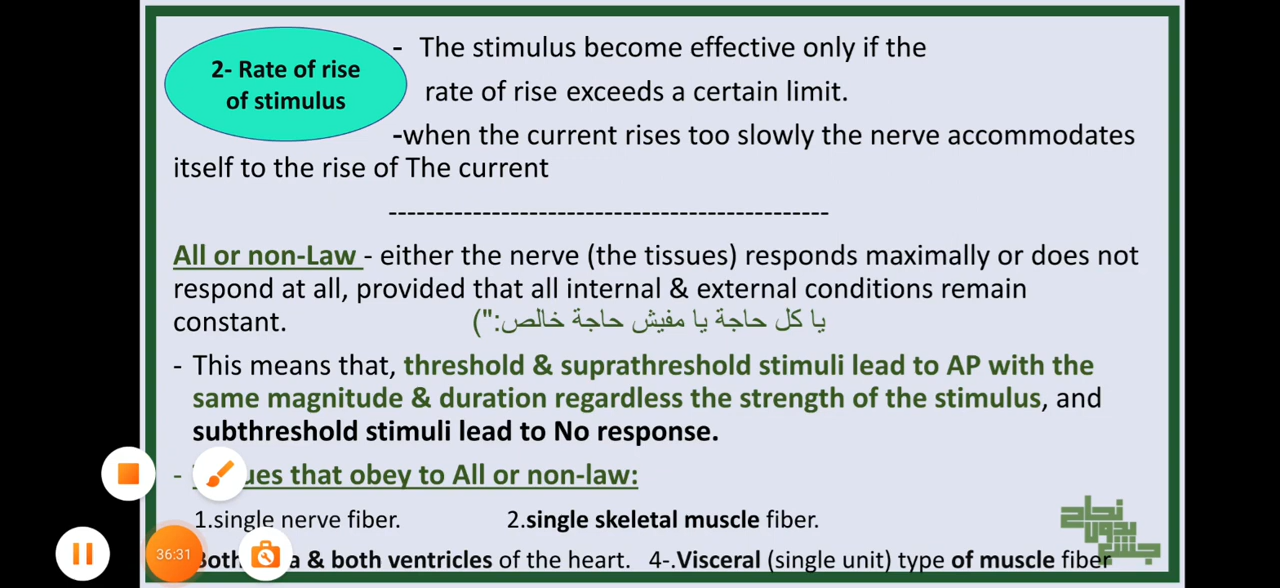 2- Rate of rise
of stimulus
- The stimulus become effective only if the
rate of rise exceeds a certain limit.
-when the current rises too slowly the nerve accommodates
itself to the rise of The current
----------------------------------------------
All or non-Law - either the nerve (the tissues) responds maximally or does not
respond at all, provided that all internal & external conditions remain
constant. يا كل حاجة يا مفيش حاجة خالص:")
- This means that, threshold & suprathreshold stimuli lead to AP with the
same magnitude & duration regardless the strength of the stimulus, and
subthreshold stimuli lead to No response.
- that obey to All or non-law:
1.single nerve fiber. 2.single skeletal muscle fiber.
& both ventricles of the heart. 4-.Visceral (single unit) type of muscle fiber
36:31
نجاح
بدون